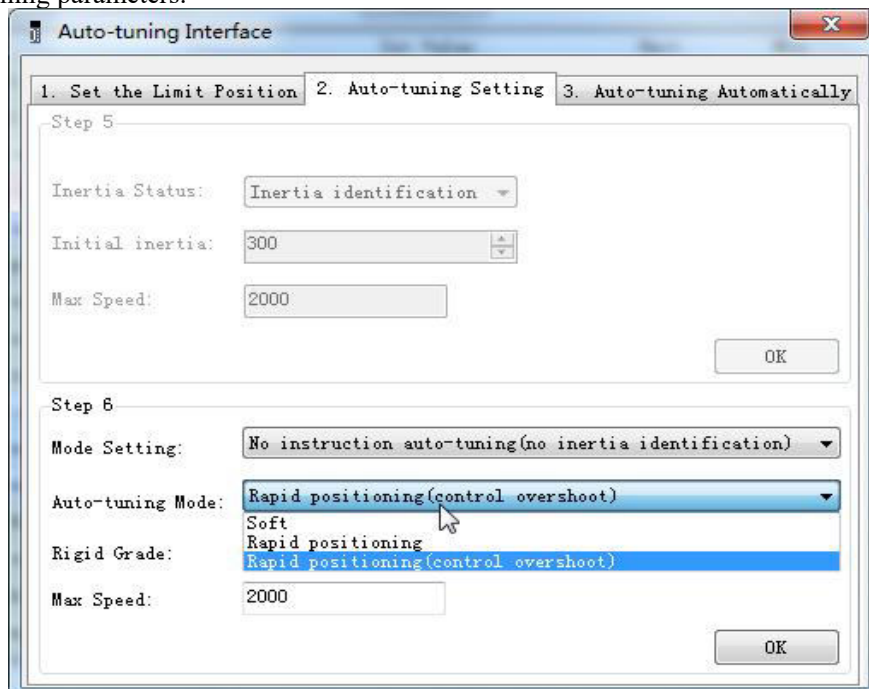 ning parameters.
Auto-tuning Interface
1. Set the Limit Position 2. Auto-tuning Setting 3. Auto-tuning Automatically
Step 5
Inertia Status: Inertia identification
Initial inertia: 300
Max Speed: 2000
OK
Step 6
Mode Setting: No instruction auto-tuning(no inertia identification)
Auto-tuning Mode: Rapid positioning(control overshoot)
Soft
Rapid positioning
Rigid Grade: Rapid positioning(control overshoot)
Max Speed: 2000
OK